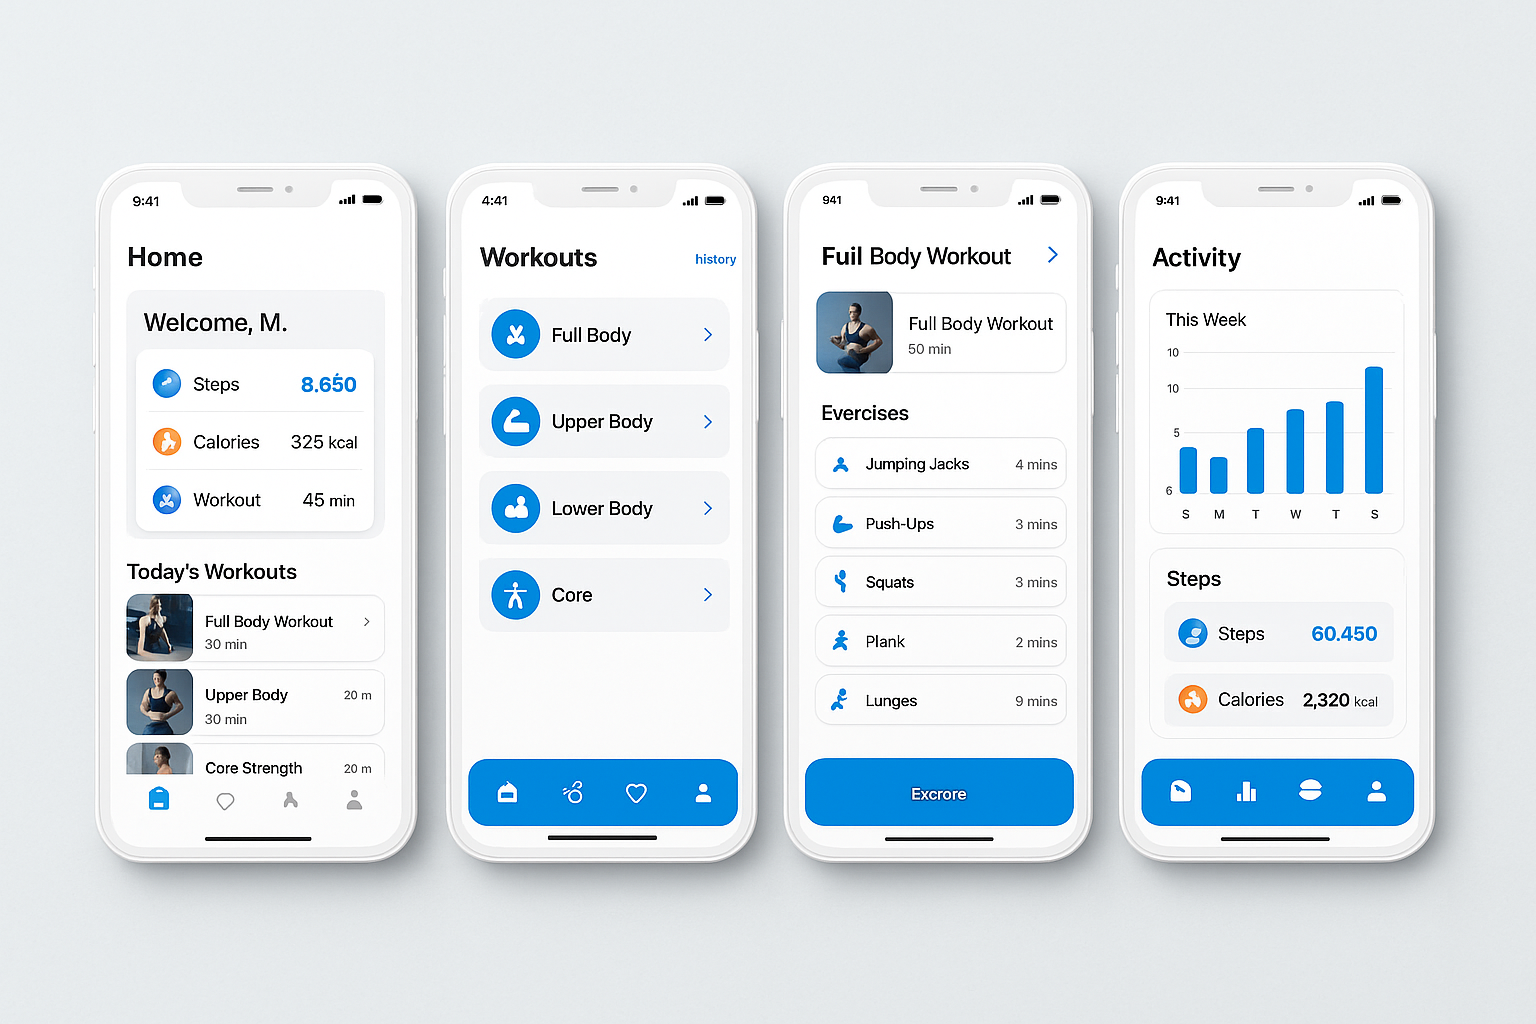 9:41
Home
Welcome, M.
Steps 8.650
Calories 325 kcal
Workout 45 min
Today's Workouts
Full Body Workout
30 min
Upper Body 20 m
30 min
Core Strength 20 m
4:41
Workouts history
Full Body
Upper Body
Lower Body
Core
941
Fuil Body Workout
Full Body Workout
50 min
Evercises
Jumping Jacks 4 mins
Push-Ups 3 mins
Squats 3 mins
Plank 2 mins
Lunges 9 mins
Excrore
9:41
Activity
This Week
10
10
5
6
S M T W T S
Steps
Steps 60.450
Calories 2,320 kcal